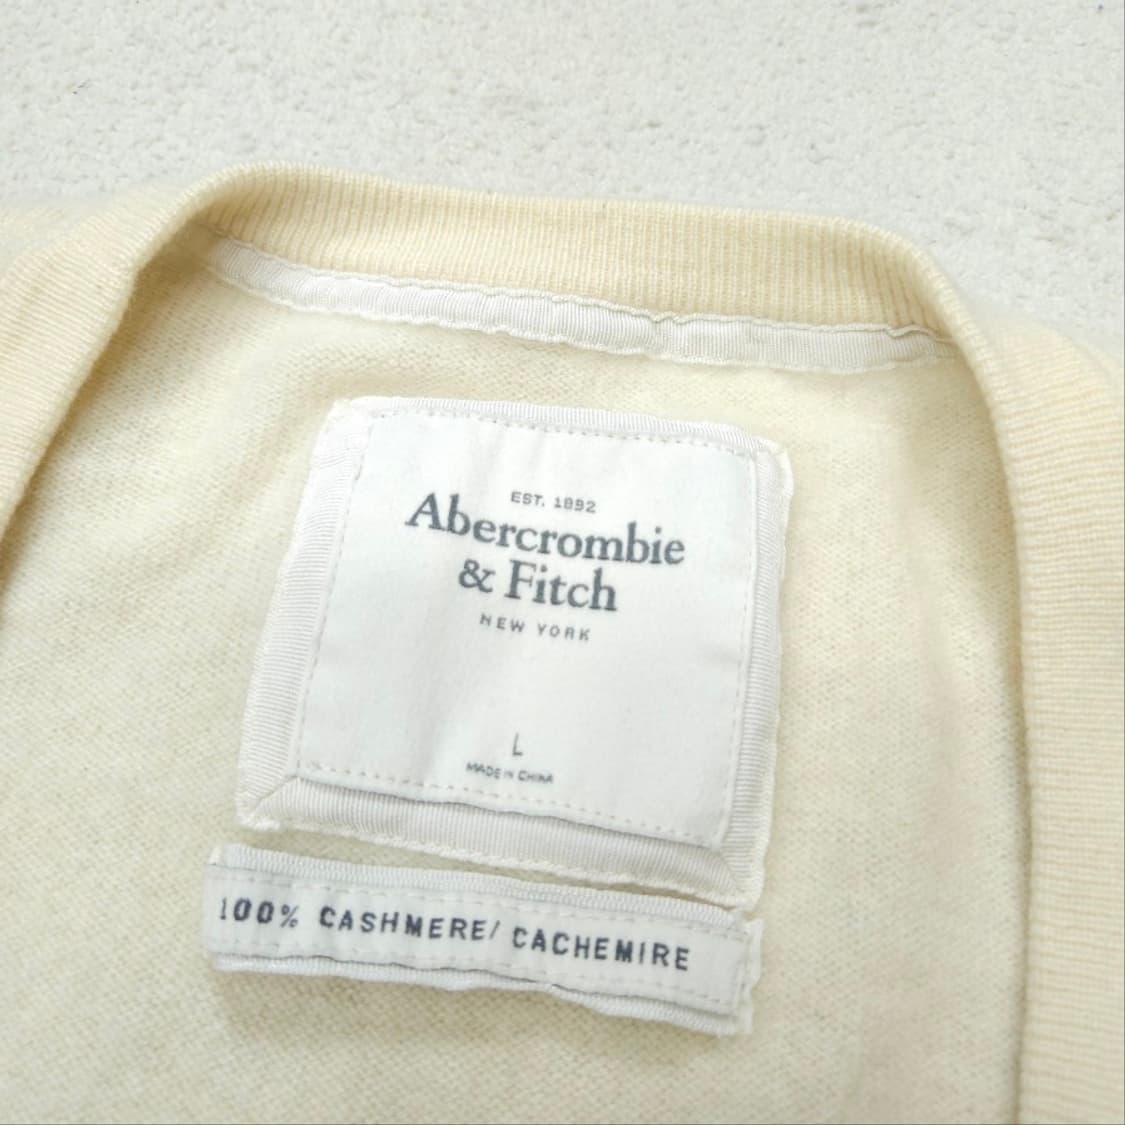 EST. 1892
Abercrombie
& Fitch
NEW YORK
L
MADE IN CHINA
100% CASHMERE/ CACHEMIRE